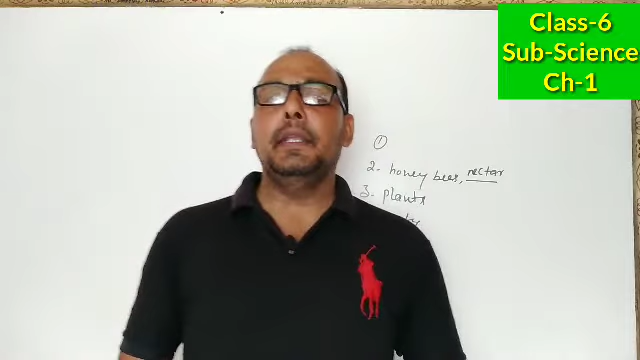 Class-6
Sub-Science
Ch-1
①
2. honey bees, nectar
3. plants